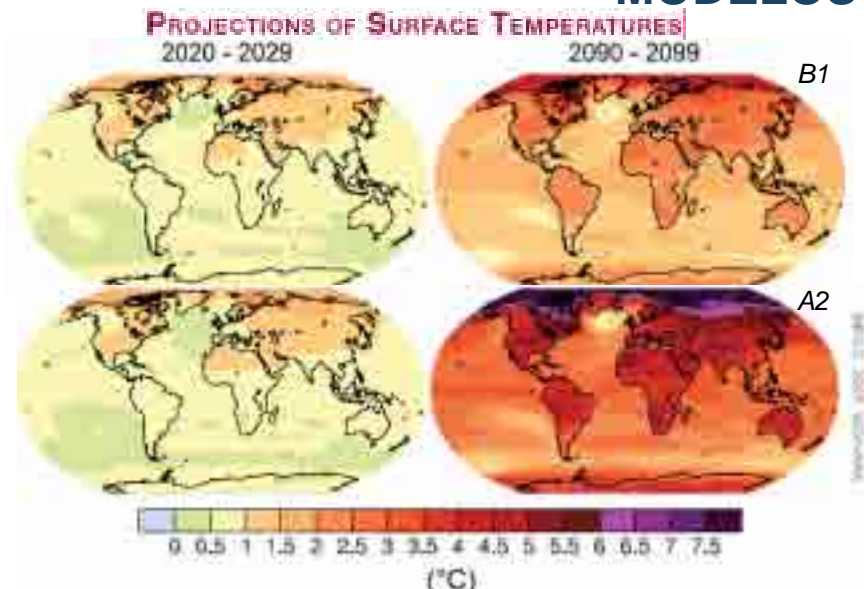 PROJECTIONS OF SURFACE TEMPERATURES
2020 - 2029
2090 - 2099
B1
A2
0 0.5 1 1.5 2 2.5 3 3.5 4 4.5 5 5.5 6 6.5 7 7.5
(°C)